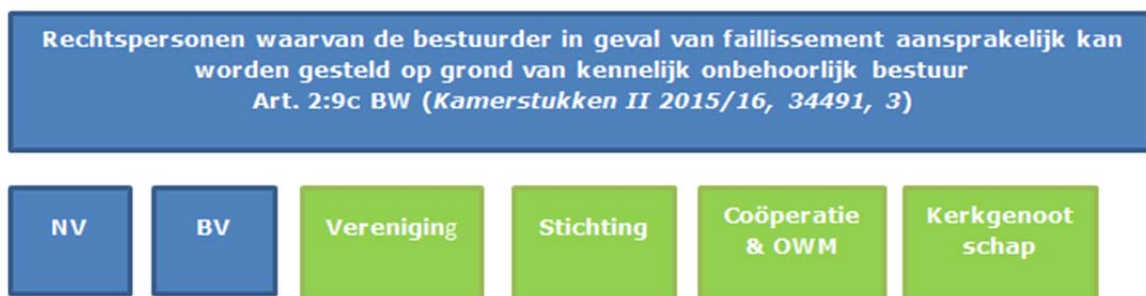 Rechtspersonen waarvan de bestuurder in geval van faillissement aansprakelijk kan
worden gesteld op grond van kennelijk onbehoorlijk bestuur
Art. 2:9c BW (Kamerstukken II 2015/16, 34491, 3)
NV
BV
Vereniging
Stichting
Coöperatie
& OWM
Kerkgenoot
schap